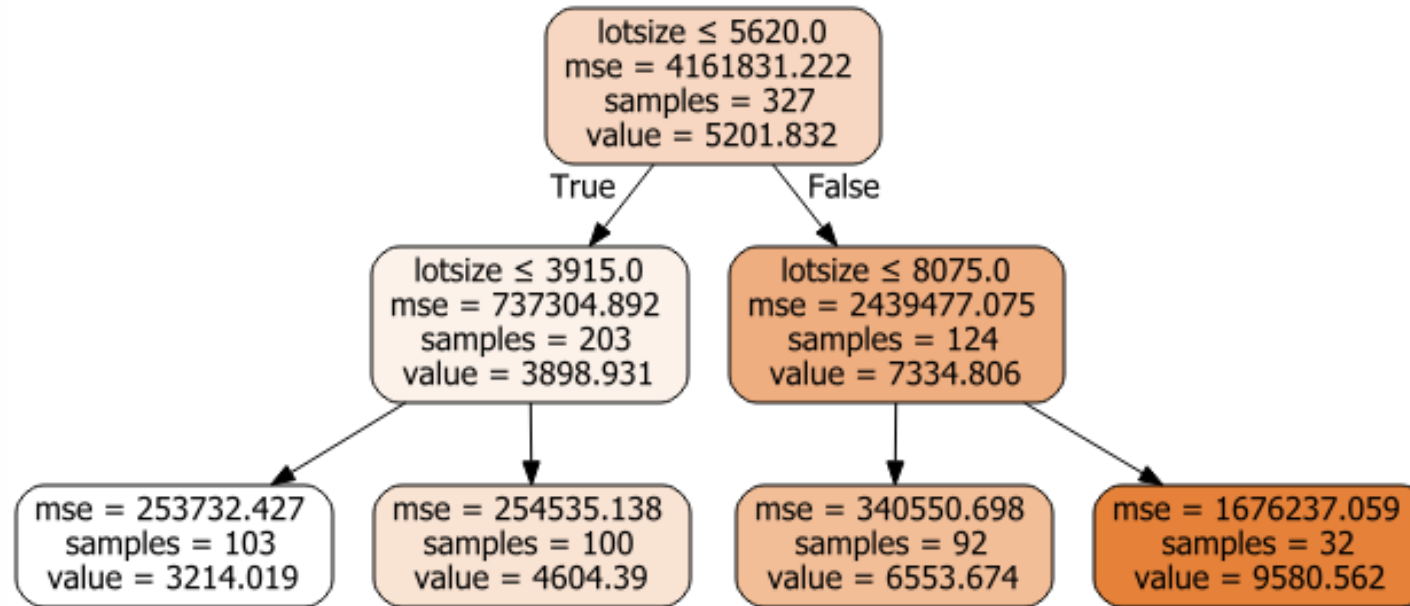 lotsize ≤ 5620.0
mse = 4161831.222
samples = 327
value = 5201.832
True
False
lotsize ≤ 3915.0
mse = 737304.892
samples = 203
value = 3898.931
lotsize ≤ 8075.0
mse = 2439477.075
samples = 124
value = 7334.806
mse = 253732.427
samples = 103
value = 3214.019
mse = 254535.138
samples = 100
value = 4604.39
mse = 340550.698
samples = 92
value = 6553.674
mse = 1676237.059
samples = 32
value = 9580.562